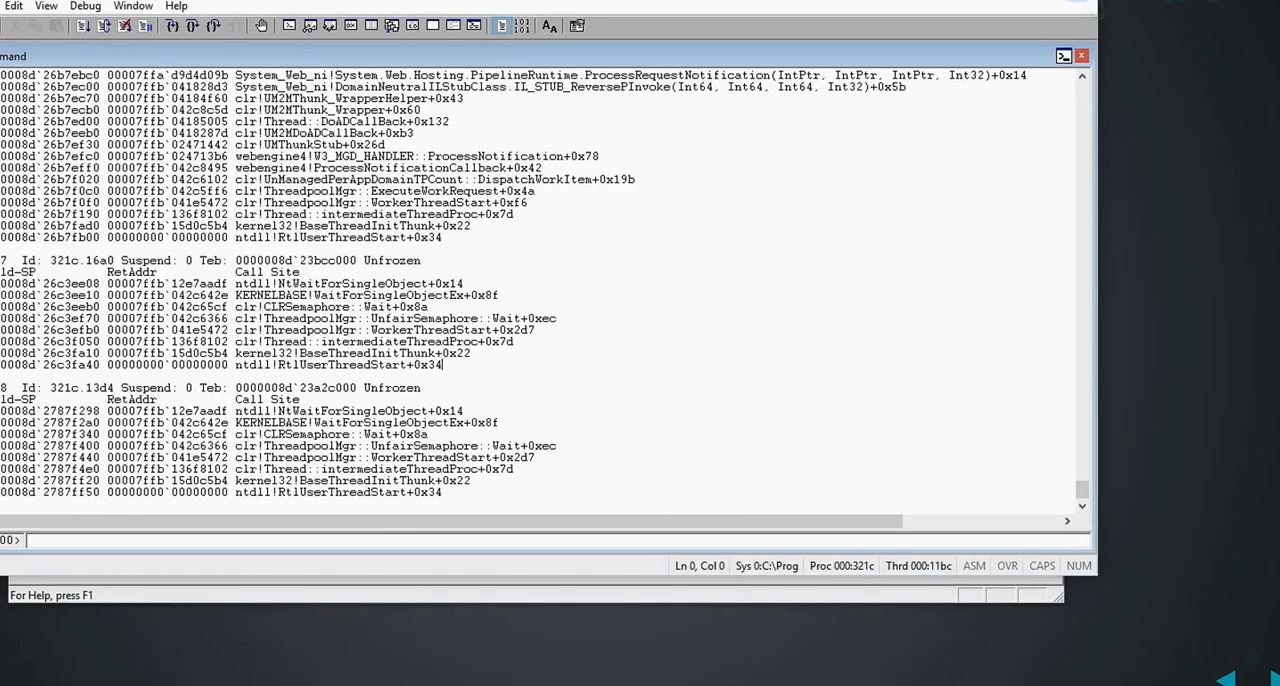 Edit View Debug Window Help
mand
0008d`26b7ebc0 00007ffa`d9d4d09b System_Web_ni!System.Web.Hosting.PipelineRuntime.ProcessRequestNotification(IntPtr, IntPtr, IntPtr, Int32)+0x14
0008d`26b7ec00 00007ffb`041828d3 System_Web_ni!DomainNeutralILStubClass.IL_STUB_ReversePInvoke(Int64, Int64, Int64, Int32)+0x5b
0008d`26b7ec70 00007ffb`04184f60 clr!UM2MThunk_WrapperHelper+0x43
0008d`26b7ecb0 00007ffb`042c8c5d clr!UM2MThunk_Wrapper+0x60
0008d`26b7ed00 00007ffb`04185005 clr!Thread::DoADCallBack+0x132
0008d`26b7eeb0 00007ffb`0418287d clr!UM2MDoADCallBack+0xb3
0008d`26b7ef30 00007ffb`02471442 clr!UMThunkStub+0x26d
0008d`26b7efc0 00007ffb`024713b6 webengine4!W3_MGD_HANDLER::ProcessNotification+0x78
0008d`26b7eff0 00007ffb`042c8495 webengine4!ProcessNotificationCallback+0x42
0008d`26b7f020 00007ffb`042c6102 clr!UnManagedPerAppDomainTPCount::DispatchWorkItem+0x19b
0008d`26b7f0c0 00007ffb`042c5ff6 clr!ThreadpoolMgr::ExecuteWorkRequest+0x4a
0008d`26b7f0f0 00007ffb`041e5472 clr!ThreadpoolMgr::WorkerThreadStart+0xf6
0008d`26b7f190 00007ffb`136f8102 clr!Thread::intermediateThreadProc+0x7d
0008d`26b7fad0 00007ffb`15d0c5b4 kernel32!BaseThreadInitThunk+0x22
0008d`26b7fb00 00000000`00000000 ntdll!RtlUserThreadStart+0x34
7 Id: 321c.16a0 Suspend: 0 Teb: 0000008d`23bcc000 Unfrozen
ld-SP RetAddr Call Site
0008d`26c3ee08 00007ffb`12e7aadf ntdll!NtWaitForSingleObject+0x14
0008d`26c3ee10 00007ffb`042c642e KERNELBASE!WaitForSingleObjectEx+0x8f
0008d`26c3eeb0 00007ffb`042c65cf clr!CLRSemaphore::Wait+0x8a
0008d`26c3ef70 00007ffb`042c6366 clr!ThreadpoolMgr::UnfairSemaphore::Wait+0xec
0008d`26c3efb0 00007ffb`041e5472 clr!ThreadpoolMgr::WorkerThreadStart+0x2d7
0008d`26c3f050 00007ffb`136f8102 clr!Thread::intermediateThreadProc+0x7d
0008d`26c3fa10 00007ffb`15d0c5b4 kernel32!BaseThreadInitThunk+0x22
0008d`26c3fa40 00000000`00000000 ntdll!RtlUserThreadStart+0x34
8 Id: 321c.13d4 Suspend: 0 Teb: 0000008d`23a2c000 Unfrozen
ld-SP RetAddr Call Site
0008d`2787f298 00007ffb`12e7aadf ntdll!NtWaitForSingleObject+0x14
0008d`2787f2a0 00007ffb`042c642e KERNELBASE!WaitForSingleObjectEx+0x8f
0008d`2787f340 00007ffb`042c65cf clr!CLRSemaphore::Wait+0x8a
0008d`2787f400 00007ffb`042c6366 clr!ThreadpoolMgr::UnfairSemaphore::Wait+0xec
0008d`2787f440 00007ffb`041e5472 clr!ThreadpoolMgr::WorkerThreadStart+0x2d7
0008d`2787f4e0 00007ffb`136f8102 clr!Thread::intermediateThreadProc+0x7d
0008d`2787ff20 00007ffb`15d0c5b4 kernel32!BaseThreadInitThunk+0x22
0008d`2787ff50 00000000`00000000 ntdll!RtlUserThreadStart+0x34
00>
Ln 0, Col 0 Sys 0:C:\Prog Proc 000:321c Thrd 000:11bc ASM OVR CAPS NUM
For Help, press F1